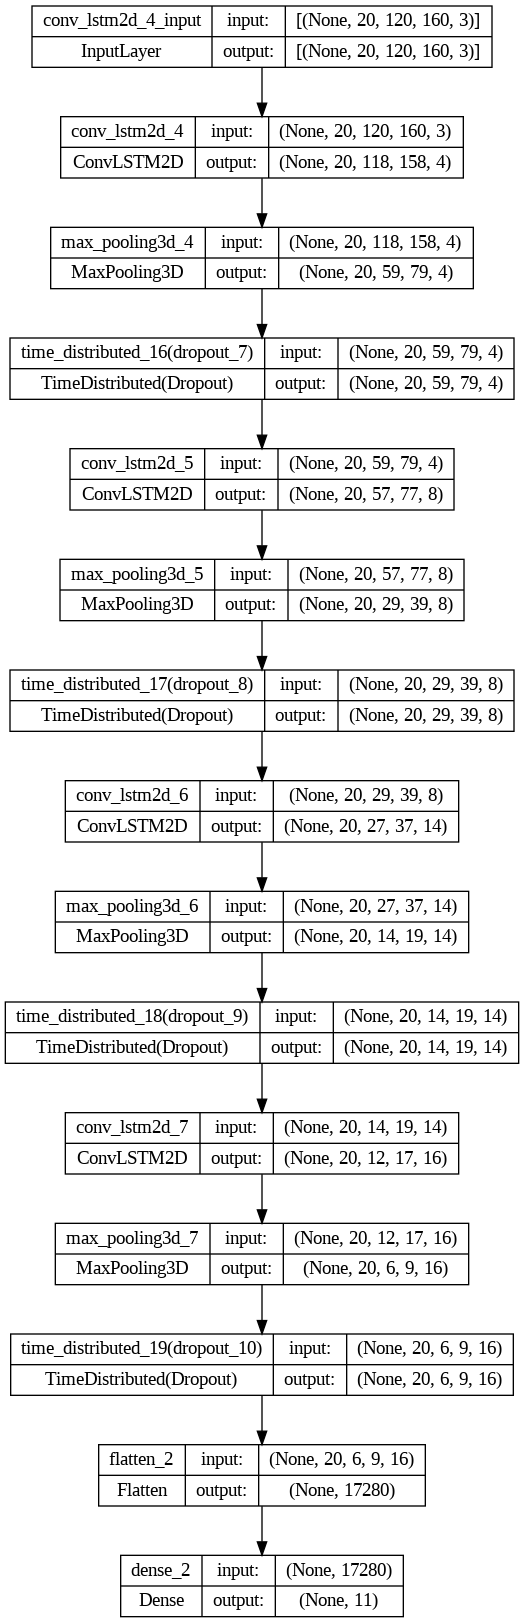 conv_lstm2d_4_input input: [(None, 20, 120, 160, 3)]
InputLayer output: [(None, 20, 120, 160, 3)]
conv_lstm2d_4 input: (None, 20, 120, 160, 3)
ConvLSTM2D output: (None, 20, 118, 158, 4)
max_pooling3d_4 input: (None, 20, 118, 158, 4)
MaxPooling3D output: (None, 20, 59, 79, 4)
time_distributed_16(dropout_7) input: (None, 20, 59, 79, 4)
TimeDistributed(Dropout) output: (None, 20, 59, 79, 4)
conv_lstm2d_5 input: (None, 20, 59, 79, 4)
ConvLSTM2D output: (None, 20, 57, 77, 8)
max_pooling3d_5 input: (None, 20, 57, 77, 8)
MaxPooling3D output: (None, 20, 29, 39, 8)
time_distributed_17(dropout_8) input: (None, 20, 29, 39, 8)
TimeDistributed(Dropout) output: (None, 20, 29, 39, 8)
conv_lstm2d_6 input: (None, 20, 29, 39, 8)
ConvLSTM2D output: (None, 20, 27, 37, 14)
max_pooling3d_6 input: (None, 20, 27, 37, 14)
MaxPooling3D output: (None, 20, 14, 19, 14)
time_distributed_18(dropout_9) input: (None, 20, 14, 19, 14)
TimeDistributed(Dropout) output: (None, 20, 14, 19, 14)
conv_lstm2d_7 input: (None, 20, 14, 19, 14)
ConvLSTM2D output: (None, 20, 12, 17, 16)
max_pooling3d_7 input: (None, 20, 12, 17, 16)
MaxPooling3D output: (None, 20, 6, 9, 16)
time_distributed_19(dropout_10) input: (None, 20, 6, 9, 16)
TimeDistributed(Dropout) output: (None, 20, 6, 9, 16)
flatten_2 input: (None, 20, 6, 9, 16)
Flatten output: (None, 17280)
dense_2 input: (None, 17280)
Dense output: (None, 11)